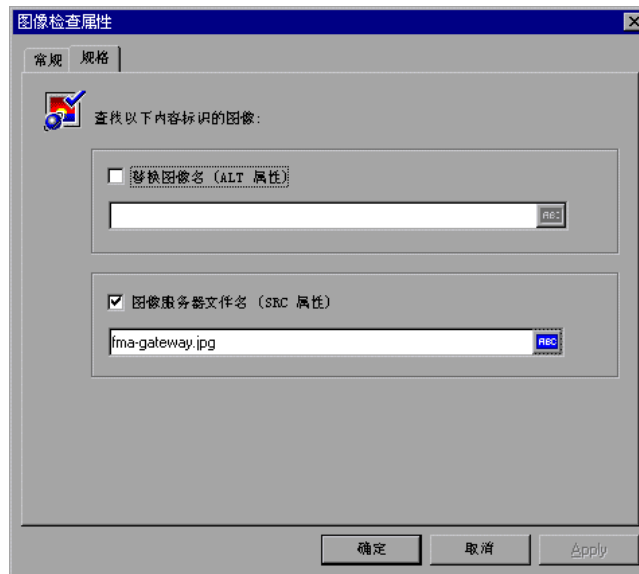 图像检查属性
常规 规格
查找以下内容标识的图像:
替换图像名 (ALT 属性)
ABC
图像服务器文件名 (SRC 属性)
fma-gateway.jpg ABC
确定 取消 Apply